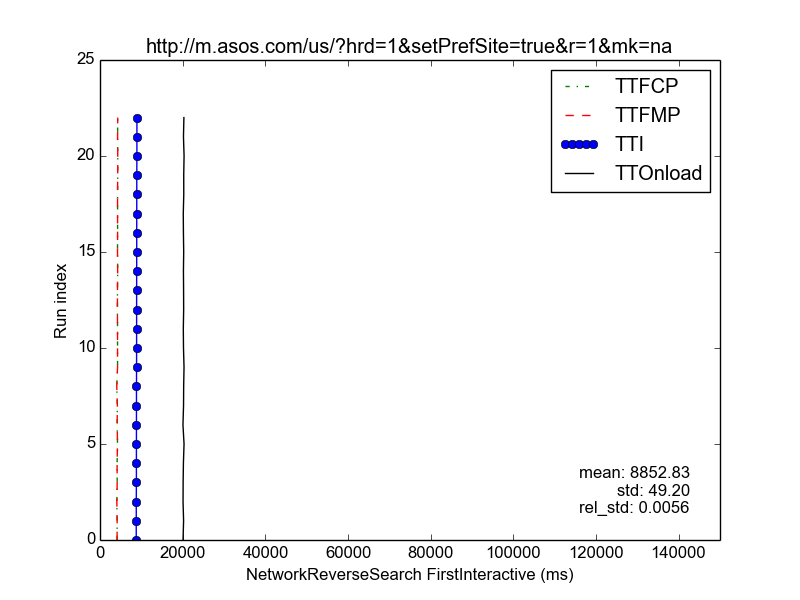 http://m.asos.com/us/?hrd=1&setPrefSite=true&r=1&mk=na
25
20
15
10
5
0
Run index
TTFCP
TTFMP
TTI
TTOnload
mean: 8852.83
std: 49.20
rel_std: 0.0056
0 20000 40000 60000 80000 100000 120000 140000
NetworkReverseSearch FirstInteractive (ms)